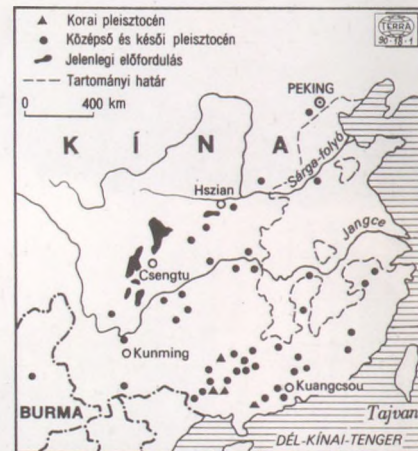 Korai pleisztocén
Középső és késői pleisztocén
Jelenlegi előfordulás
Tartományi határ
0 400 km
TERRA
PEKING
K Í N A
Sárga-folyó
Hszian
Jangce
Csengtu
Kunming
Kuangcsou
BURMA
Tajvan
DÉL-KÍNAI-TENGER